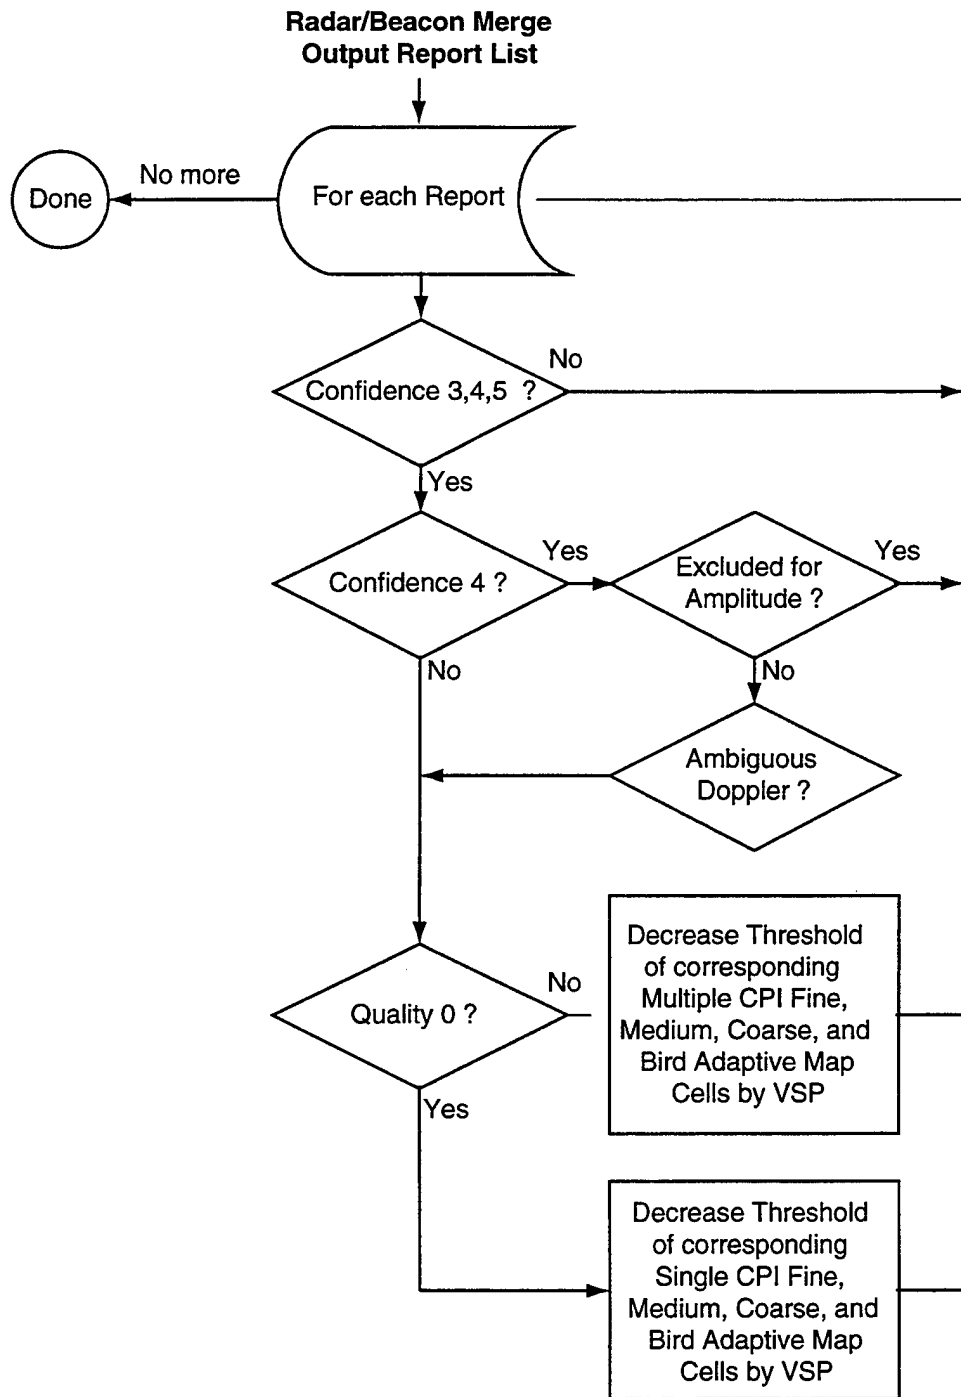 Radar/Beacon Merge
Output Report List
Done
No more
For each Report
No
Confidence 3,4,5 ?
Yes
Confidence 4 ?
Yes
Excluded for
Amplitude ?
Yes
No
No
Ambiguous
Doppler ?
Quality 0 ?
No
Decrease Threshold
of corresponding
Multiple CPI Fine,
Medium, Coarse, and
Bird Adaptive Map
Cells by VSP
Yes
Decrease Threshold
of corresponding
Single CPI Fine,
Medium, Coarse, and
Bird Adaptive Map
Cells by VSP